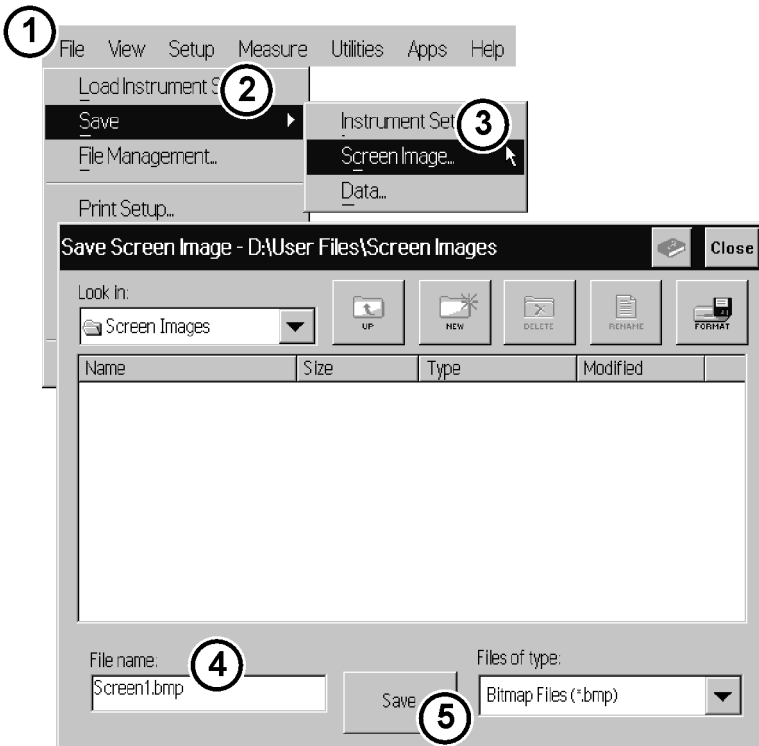 1
File View Setup Measure Utilities Apps Help
Load Instrument S
2
Save
Instrument Set
3
File Management...
Screen Image...
Data...
Print Setup...
Save Screen Image - D:\User Files\Screen Images
Close
Look in:
Screen Images
UP
NEW
DELETE
RENAME
FORMAT
Name Size Type Modified
File name:
4
Files of type:
Screen1.bmp
Save
5
Bitmap Files (*.bmp)